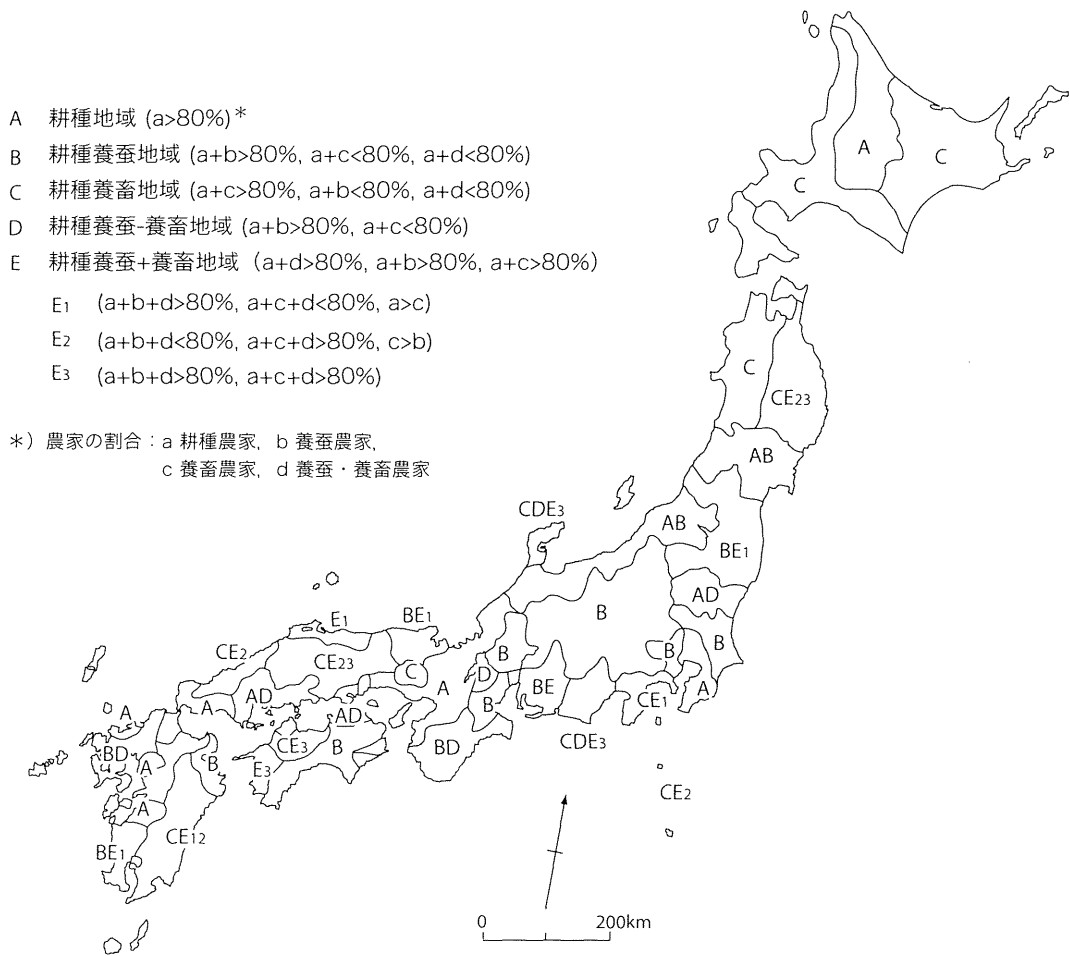 A 耕種地域 (a>80%)*
B 耕種養蚕地域 (a+b>80%, a+c<80%, a+d<80%)
C 耕種養畜地域 (a+c>80%, a+b<80%, a+d<80%)
D 耕種養蚕-養畜地域 (a+b>80%, a+c<80%)
E 耕種養蚕+養畜地域 (a+d>80%, a+b>80%, a+c>80%)
E1 (a+b+d>80%, a+c+d<80%, a>c)
E2 (a+b+d<80%, a+c+d>80%, c>b)
E3 (a+b+d>80%, a+c+d>80%)
*) 農家の割合:a 耕種農家, b 養蚕農家,
c 養畜農家, d 養蚕・養畜農家
A
C
C
C
CE23
AB
CDE3
AB
BE1
AD
B
E1
BE1
B
CE2
CE23
C
B
B
D
A
BE
A
AD
A
B
CE1
A
AD
BD
CE3
B
BD
CDE3
A
B
E3
CE2
A
CE12
BE1
0 200km